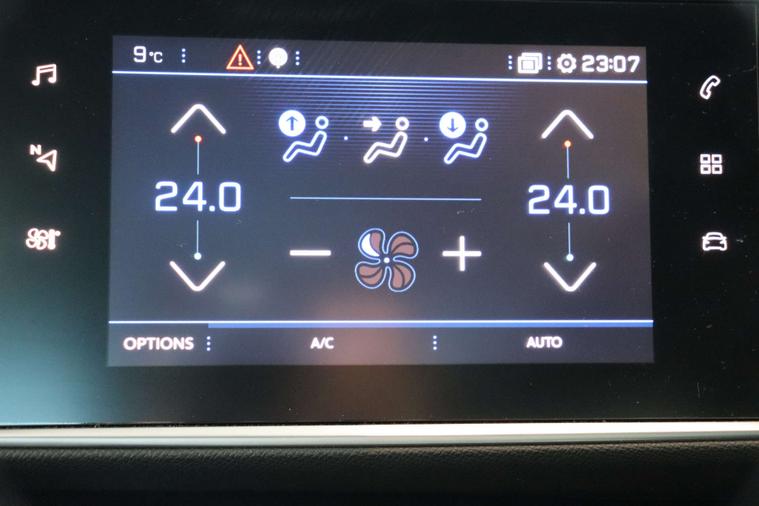 9°C 23:07
N
24.0 24.0
OPTIONS A/C AUTO